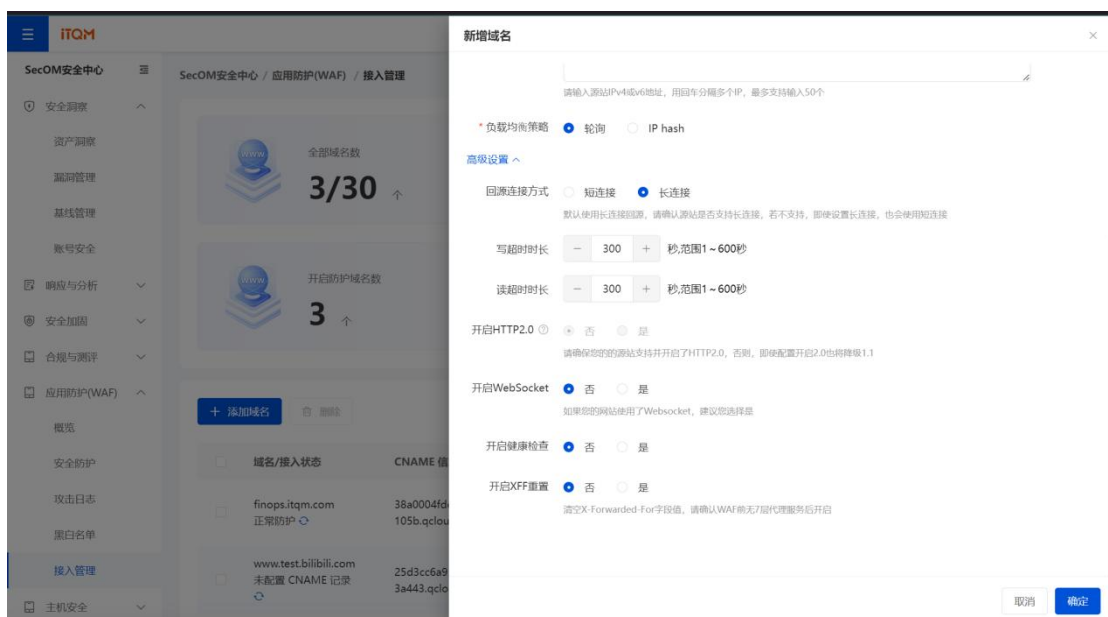 iTQM
新增域名
SecOM安全中心
SecOM安全中心 / 应用防护(WAF) / 接入管理
安全洞察
资产洞察
漏洞管理
基线管理
账号安全
响应与分析
安全加固
合规与测评
应用防护(WAF)
概览
安全防护
攻击日志
黑白名单
接入管理
主机安全
全部域名数
3/30 个
开启防护域名数
3 个
+ 添加域名
删除
域名/接入状态
CNAME 信
finops.itqm.com
正常防护
38a0004fd
105b.qclou
www.test.bilibili.com
未配置 CNAME 记录
25d3cc6a9
3a443.qclo
请输入源站IPv4或v6地址，用回车分隔多个IP，最多支持输入50个
* 负载均衡策略 轮询 IP hash
高级设置
回源连接方式 短连接 长连接
默认使用长连接回源，请确认源站是否支持长连接，若不支持，即使设置长连接，也会使用短连接
写超时时长 − 300 + 秒,范围1~600秒
读超时时长 − 300 + 秒,范围1~600秒
开启HTTP2.0 否 是
请确保您的的源站支持并开启了HTTP2.0，否则，即使配置开启2.0也将降级1.1
开启WebSocket 否 是
如果您的网站使用了Websocket，建议您选择是
开启健康检查 否 是
开启XFF重置 否 是
清空X-Forwarded-For字段值，请确认WAF前无7层代理服务后开启
取消
确定